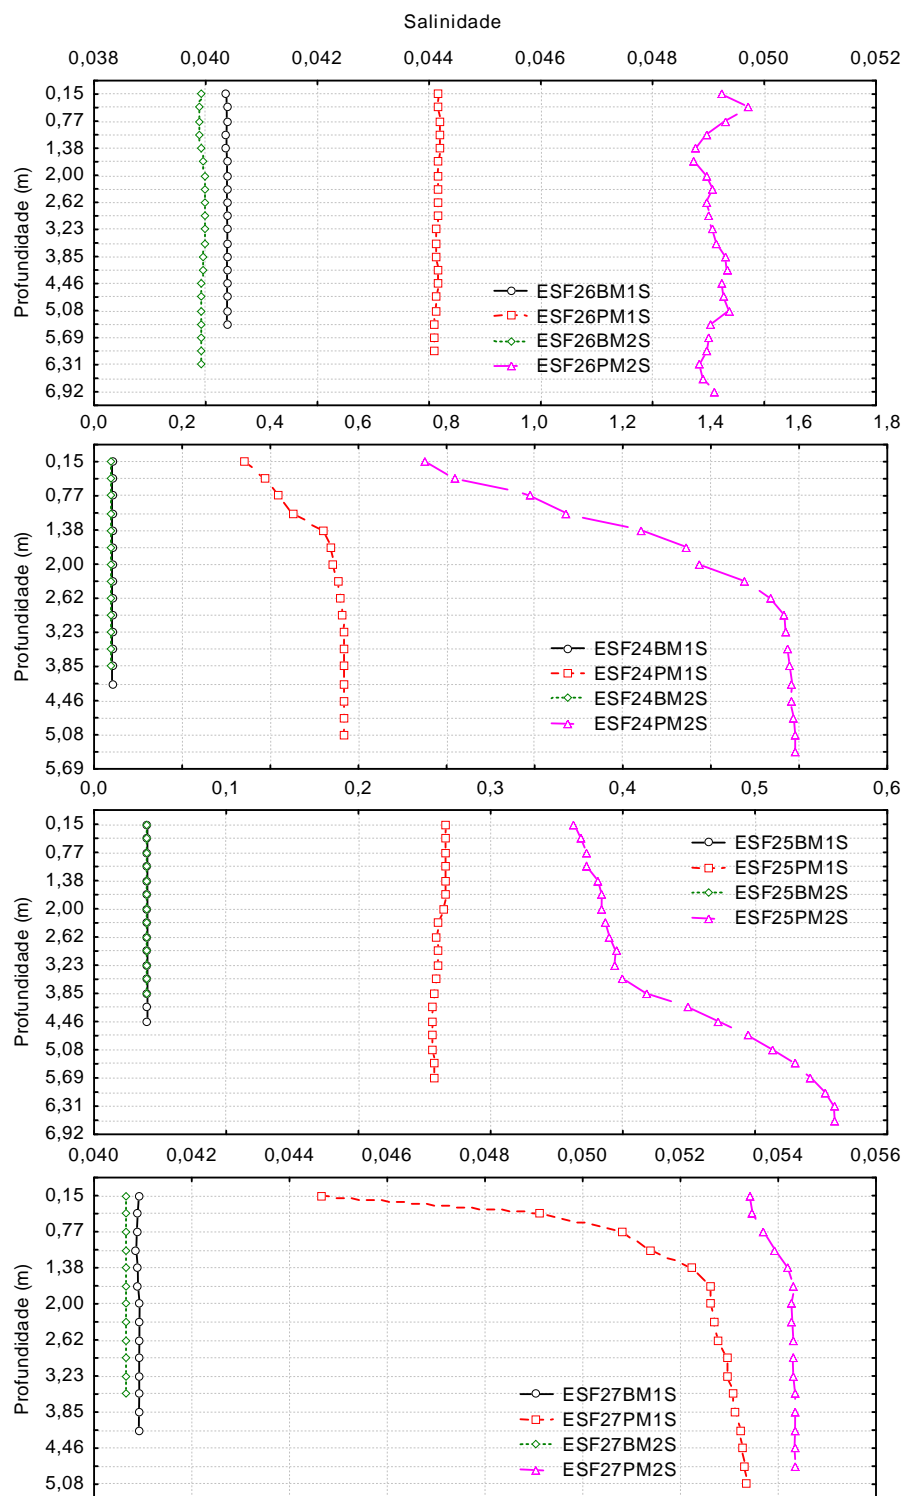 Salinidade
0,038 0,040 0,042 0,044 0,046 0,048 0,050 0,052
0,15
0,77
1,38
2,00
2,62
3,23
3,85
4,46
5,08
5,69
6,31
6,92
Profundidade (m)
ESF26BM1S
ESF26PM1S
ESF26BM2S
ESF26PM2S
0,0 0,2 0,4 0,6 0,8 1,0 1,2 1,4 1,6 1,8
0,15
0,77
1,38
2,00
2,62
3,23
3,85
4,46
5,08
5,69
Profundidade (m)
ESF24BM1S
ESF24PM1S
ESF24BM2S
ESF24PM2S
0,0 0,1 0,2 0,3 0,4 0,5 0,6
0,15
0,77
1,38
2,00
2,62
3,23
3,85
4,46
5,08
5,69
6,31
6,92
Profundidade (m)
ESF25BM1S
ESF25PM1S
ESF25BM2S
ESF25PM2S
0,040 0,042 0,044 0,046 0,048 0,050 0,052 0,054 0,056
0,15
0,77
1,38
2,00
2,62
3,23
3,85
4,46
5,08
Profundidade (m)
ESF27BM1S
ESF27PM1S
ESF27BM2S
ESF27PM2S